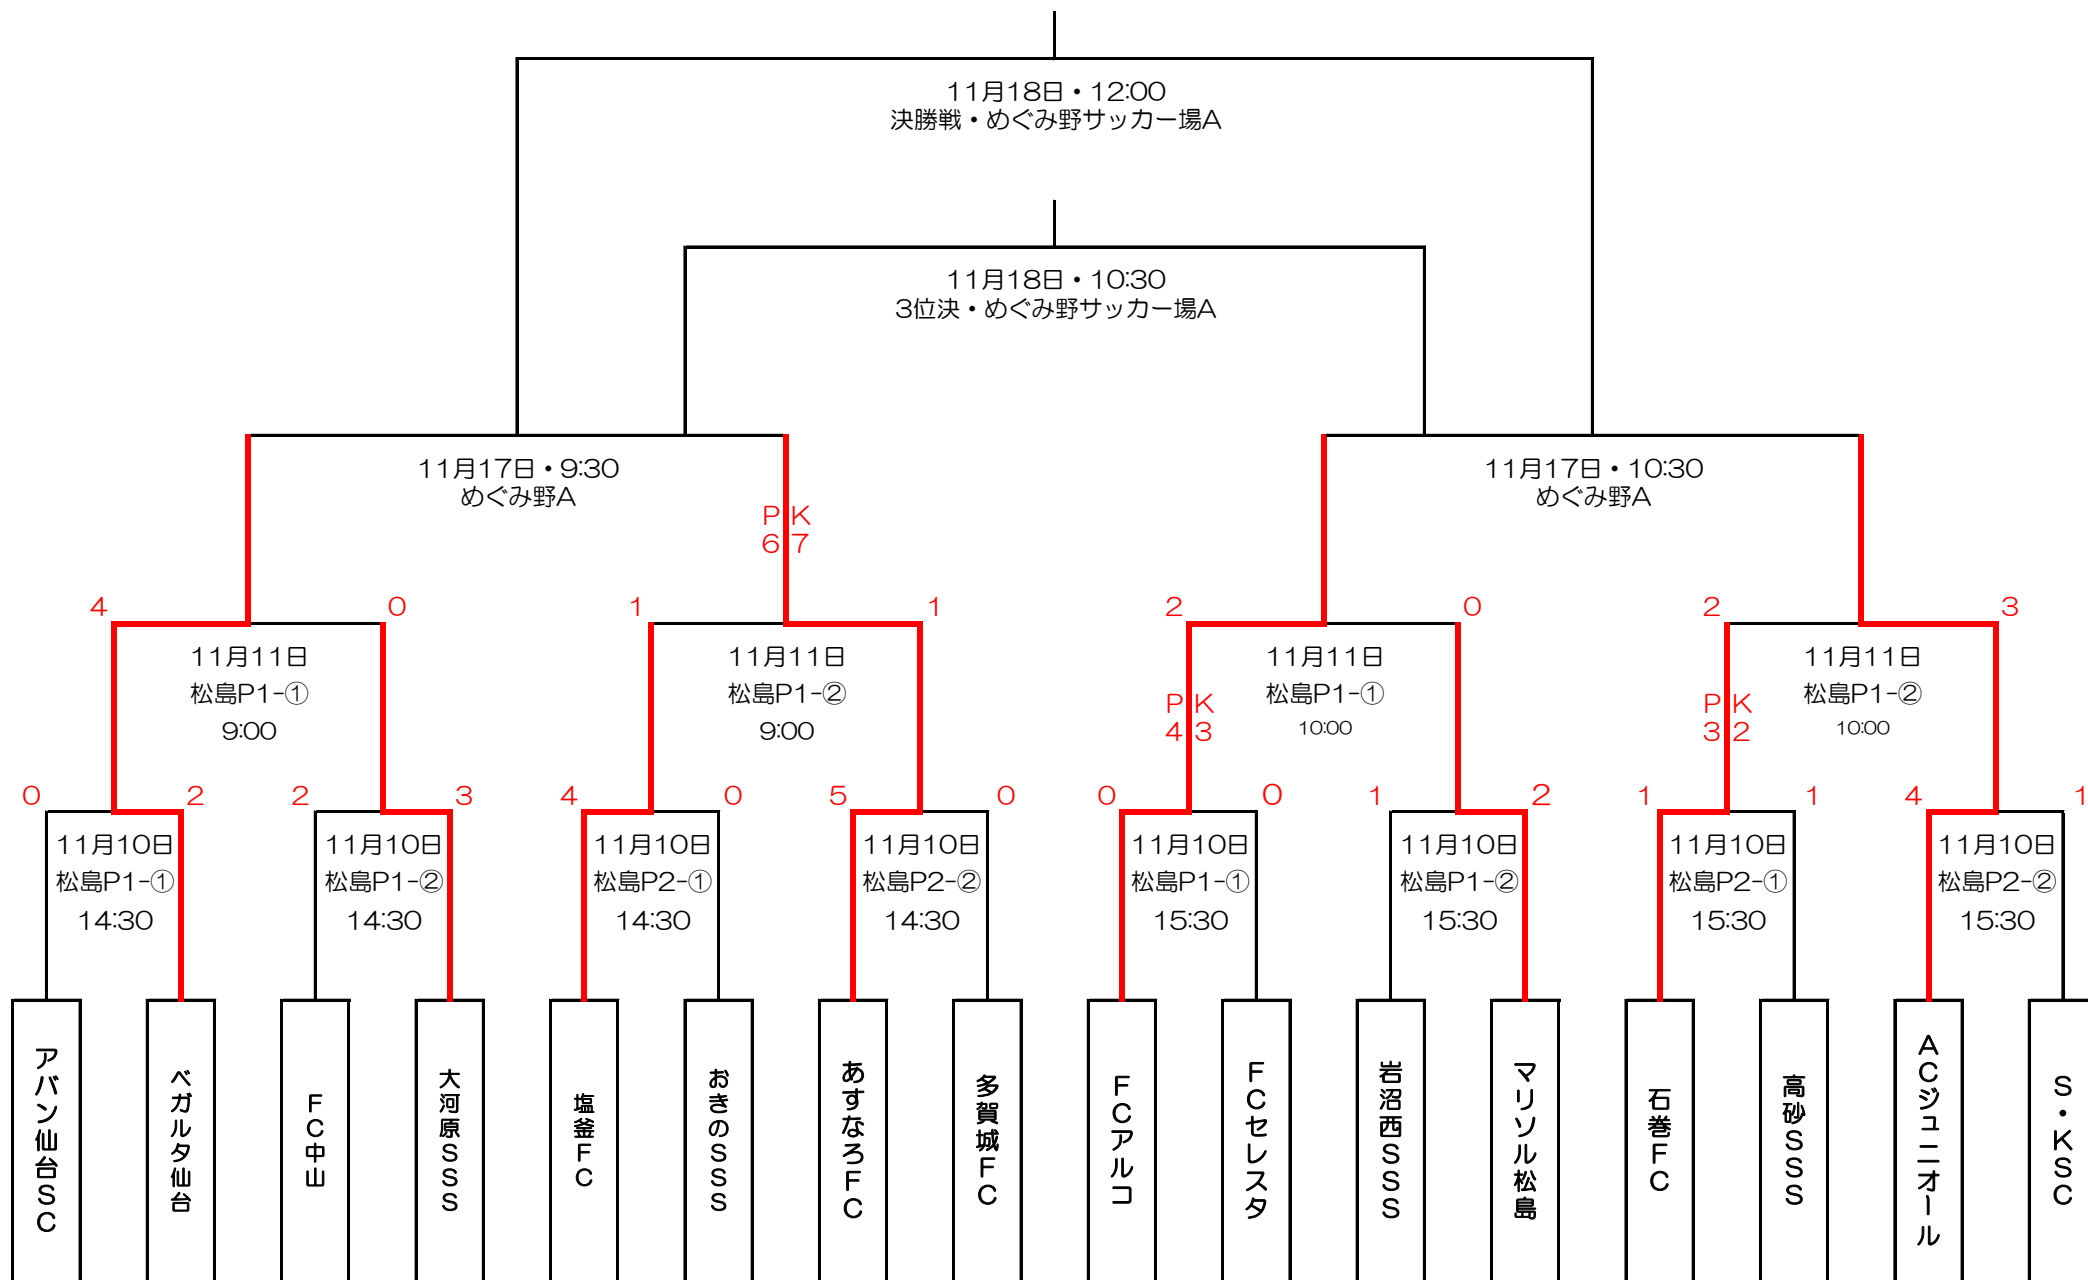 11月18日・12:00
決勝戦・めぐみ野サッカー場A
11月18日・10:30
3位決・めぐみ野サッカー場A
11月17日・9:30
めぐみ野A
11月17日・10:30
めぐみ野A
PK
6 7
4
0
1
1
2
0
2
3
11月11日
松島P1-①
9:00
11月11日
松島P1-②
9:00
11月11日
松島P1-①
10:00
11月11日
松島P1-②
10:00
PK
4 3
PK
3 2
0
2
2
3
4
0
5
0
0
0
1
2
1
1
4
1
11月10日
松島P1-①
14:30
11月10日
松島P1-②
14:30
11月10日
松島P2-①
14:30
11月10日
松島P2-②
14:30
11月10日
松島P1-①
15:30
11月10日
松島P1-②
15:30
11月10日
松島P2-①
15:30
11月10日
松島P2-②
15:30
アバン仙台SC
ベガルタ仙台
FC中山
大河原SSS
塩釜FC
おきのSSS
あすなろFC
多賀城FC
FCアルコ
FCセレスタ
岩沼西SSS
マリソル松島
石巻FC
高砂SSS
ACジュニオール
S・KSC